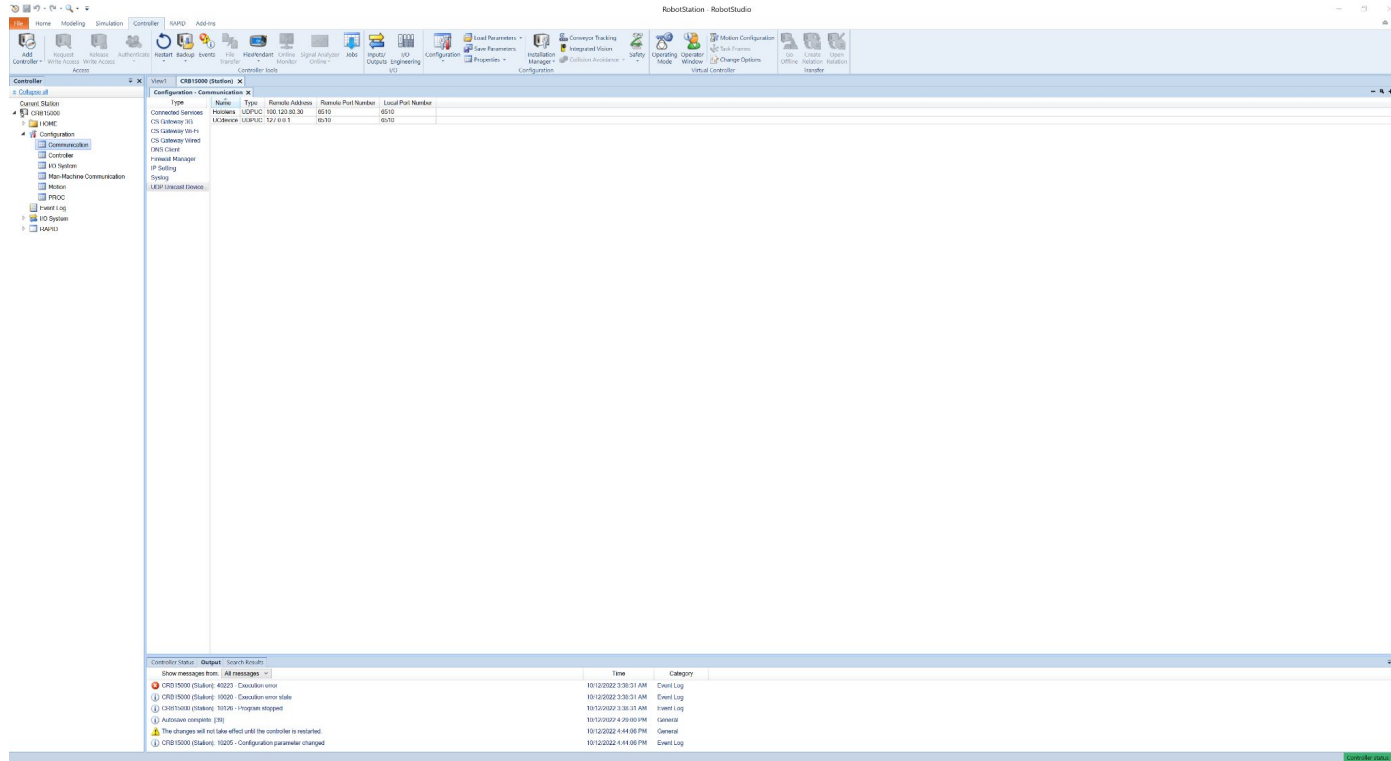 RobotStation - RobotStudio
File Home Modeling Simulation Controller RAPID Add-Ins
Add Controller
Request Write Access
Release Write Access
Authenticate
Access
Restart Backup Events
File Transfer
FlexPendant
Online Monitor
Signal Analyzer Online
Jobs
Controller Tools
Inputs/ Outputs
I/O Engineering
I/O
Configuration
Load Parameters
Save Parameters
Properties
Installation Manager
Conveyor Tracking
Integrated Vision
Collision Avoidance
Safety
Configuration
Operating Mode
Operator Window
Motion Configuration
Task Frames
Change Options
Virtual Controller
Go Offline
Create Relation
Open Relation
Transfer
Controller
Collapse all
Current Station
CRB15000
HOME
Configuration
Communication
Controller
I/O System
Man-Machine Communication
Motion
PROC
Event Log
I/O System
RAPID
View1 CRB15000 (Station)
Configuration - Communication
Type
Connected Services
CS Gateway 3G
CS Gateway Wi-Fi
CS Gateway Wired
DNS Client
Firewall Manager
IP Setting
Syslog
UDP Unicast Device
Name Type Remote Address Remote Port Number Local Port Number
Hololens UDPUC 100.120.80.30 6510 6510
UCdevice UDPUC 127.0.0.1 6510 6510
Controller Status Output Search Results
Show messages from: All messages Time Category
CRB15000 (Station): 40223 - Execution error 10/12/2022 3:38:31 AM Event Log
CRB15000 (Station): 10020 - Execution error state 10/12/2022 3:38:31 AM Event Log
CRB15000 (Station): 10126 - Program stopped 10/12/2022 3:38:31 AM Event Log
Autosave complete. [39] 10/12/2022 4:20:00 PM General
The changes will not take effect until the controller is restarted. 10/12/2022 4:44:06 PM General
CRB15000 (Station): 10205 - Configuration parameter changed 10/12/2022 4:44:06 PM Event Log
Controller status